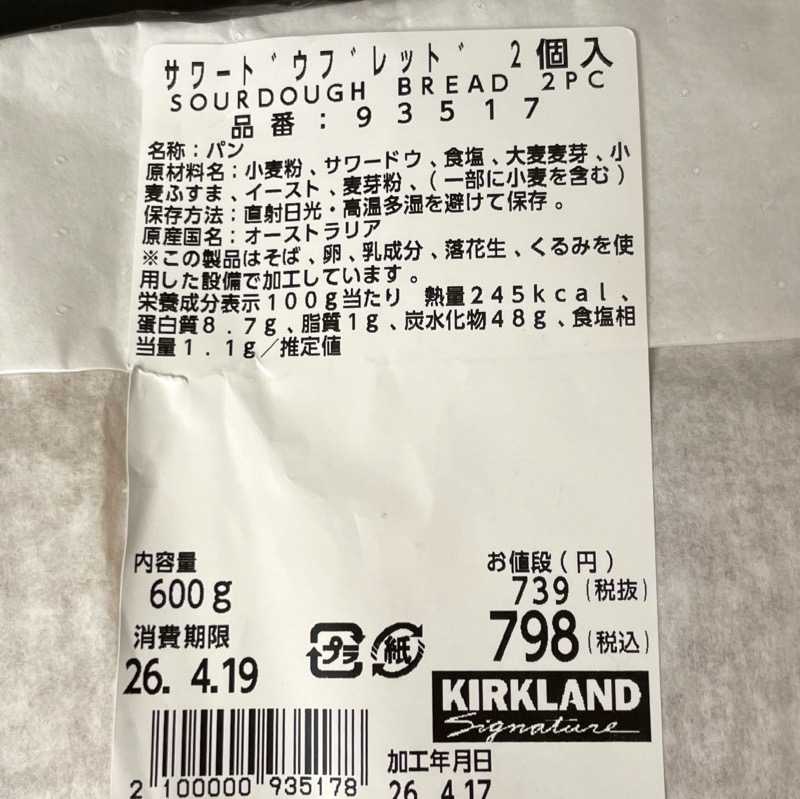 サワードウブレッド 2個入
SOURDOUGH BREAD 2PC
品番:93517
名称:パン
原材料名:小麦粉、サワードウ、食塩、大麦麦芽、小
麦ふすま、イースト、麦芽粉、(一部に小麦を含む)
保存方法:直射日光・高温多湿を避けて保存。
原産国名:オーストラリア
※この製品はそば、卵、乳成分、落花生、くるみを使
用した設備で加工しています。
栄養成分表示100g当たり 熱量245kcal、
蛋白質8.7g、脂質1g、炭水化物48g、食塩相
当量1.1g/推定値
内容量
600g
お値段(円)
739(税抜)
798(税込)
消費期限
26. 4.19
プラ 紙
KIRKLAND
Signature
2 100000 935178
加工年月日
26. 4.17